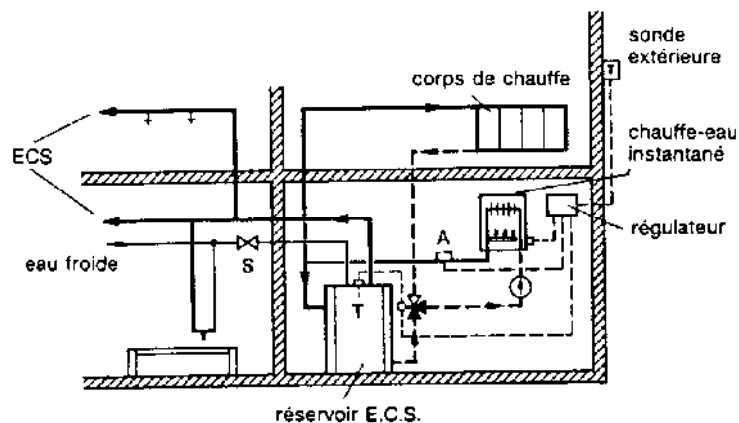 sonde
extérieure
T
corps de chauffe
chauffe-eau
instantané
ECS
régulateur
A
eau froide
S
T
réservoir E.C.S.